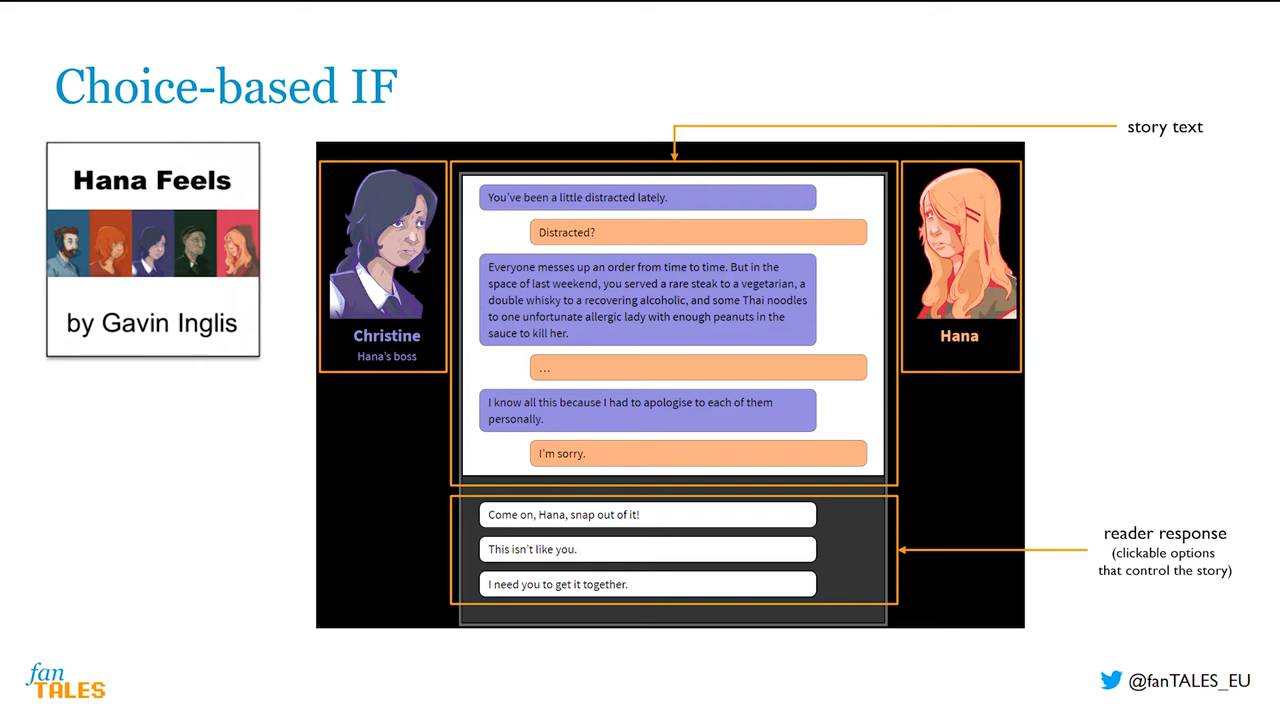 Choice-based IF
Hana Feels
by Gavin Inglis
story text
Christine
Hana's boss
You've been a little distracted lately.
Distracted?
Everyone messes up an order from time to time. But in the
space of last weekend, you served a rare steak to a vegetarian, a
double whisky to a recovering alcoholic, and some Thai noodles
to one unfortunate allergic lady with enough peanuts in the
sauce to kill her.
...
I know all this because I had to apologise to each of them
personally.
I'm sorry.
Hana
Come on, Hana, snap out of it!
This isn't like you.
I need you to get it together.
reader response
(clickable options
that control the story)
fan
TALES
@fanTALES_EU